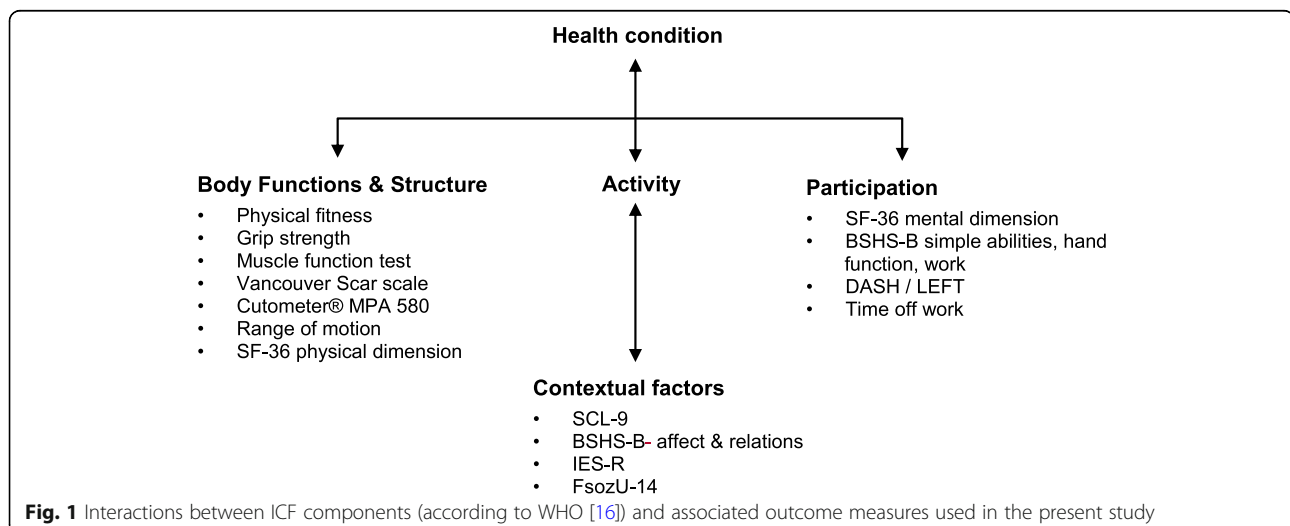 Health condition
Body Functions & Structure
• Physical fitness
• Grip strength
• Muscle function test
• Vancouver Scar scale
• Cutometer® MPA 580
• Range of motion
• SF-36 physical dimension
Activity
Participation
• SF-36 mental dimension
• BSHS-B simple abilities, hand
function, work
• DASH / LEFT
• Time off work
Contextual factors
• SCL-9
• BSHS-B- affect & relations
• IES-R
• FsozU-14
Fig. 1 Interactions between ICF components (according to WHO [16]) and associated outcome measures used in the present study